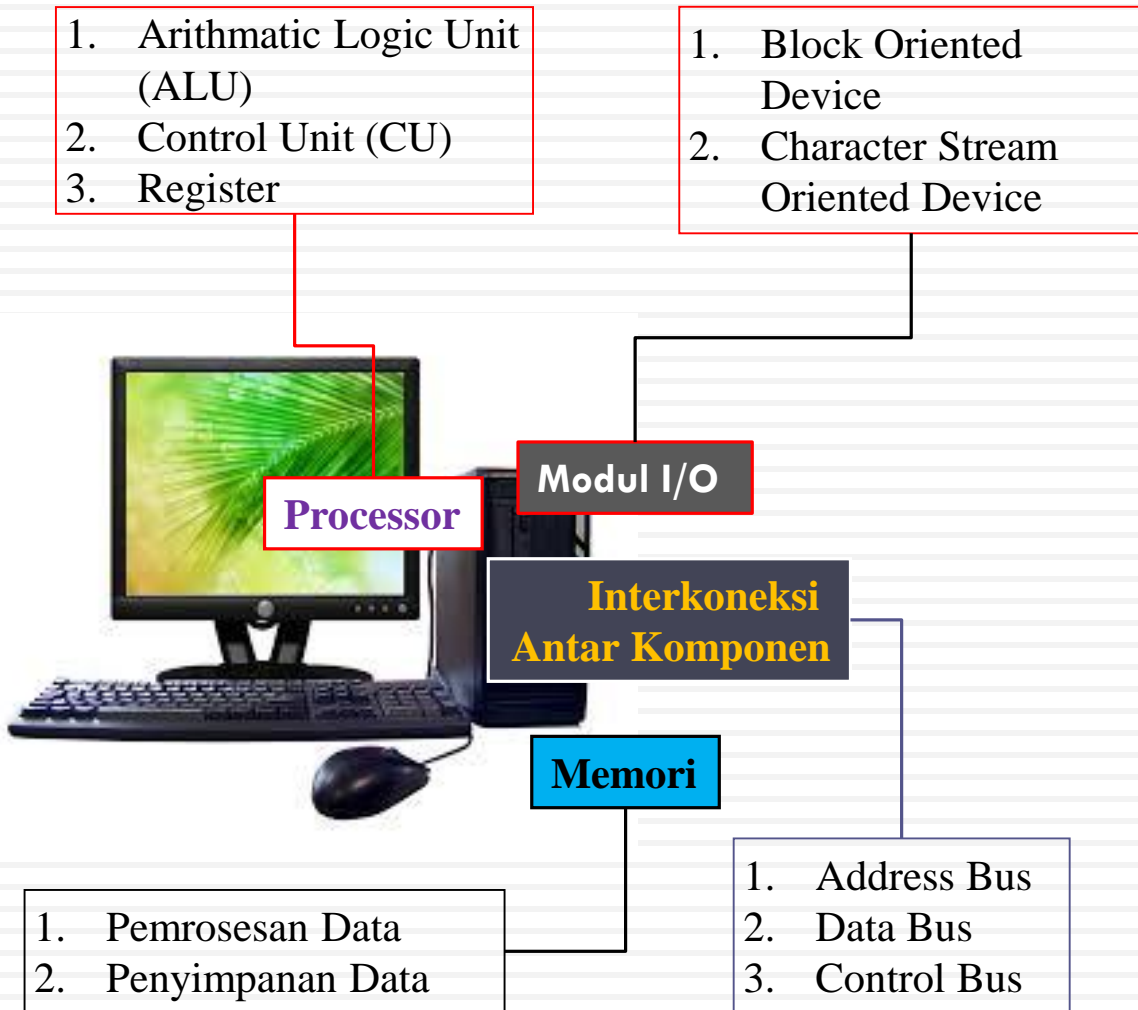 1. Arithmatic Logic Unit
(ALU)
2. Control Unit (CU)
3. Register
1. Block Oriented
Device
2. Character Stream
Oriented Device
Modul I/O
Processor
Interkoneksi
Antar Komponen
Memori
1. Pemrosesan Data
2. Penyimpanan Data
1. Address Bus
2. Data Bus
3. Control Bus